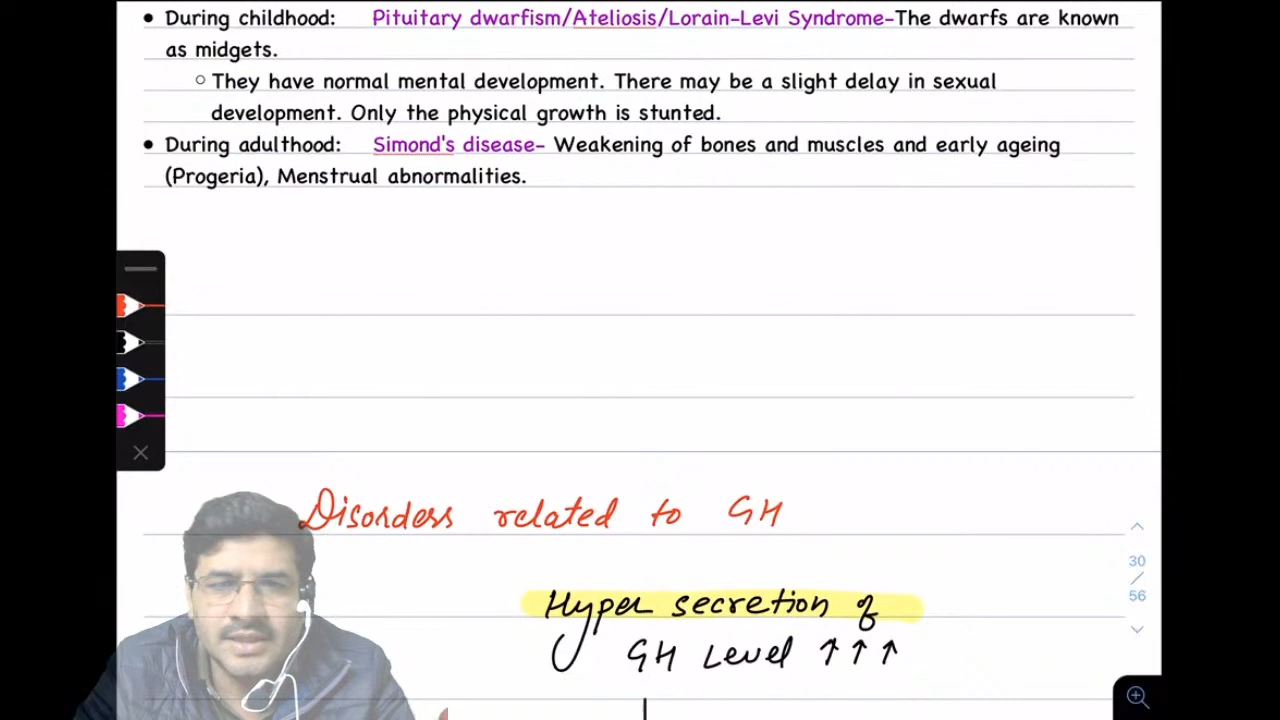 • During childhood: Pituitary dwarfism/Ateliosis/Lorain-Levi Syndrome-The dwarfs are known
as midgets.
○ They have normal mental development. There may be a slight delay in sexual
development. Only the physical growth is stunted.
• During adulthood: Simond's disease- Weakening of bones and muscles and early ageing
(Progeria), Menstrual abnormalities.
Disorders related to GH
Hyper secretion of
GH Level ↑↑↑
30
/
56